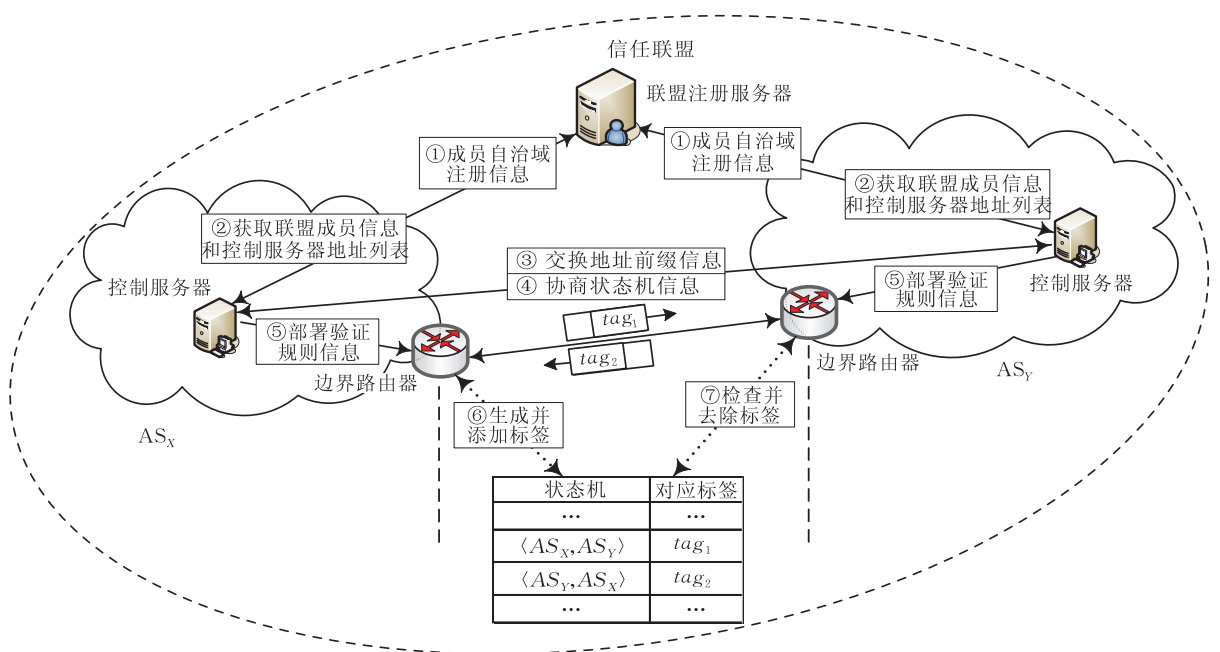 信任联盟
联盟注册服务器
①成员自治域
注册信息
①成员自治域
注册信息
②获取联盟成员信息
和控制服务器地址列表
②获取联盟成员信息
和控制服务器地址列表
③ 交换地址前缀信息
④ 协商状态机信息
控制服务器
控制服务器
⑤部署验证
规则信息
⑤部署验证
规则信息
tag₁
tag₂
边界路由器
边界路由器
AS_X
AS_Y
⑥生成并
添加标签
⑦检查并
去除标签
状态机 对应标签
… …
〈AS_X,AS_Y〉 tag₁
〈AS_Y,AS_X〉 tag₂
… …